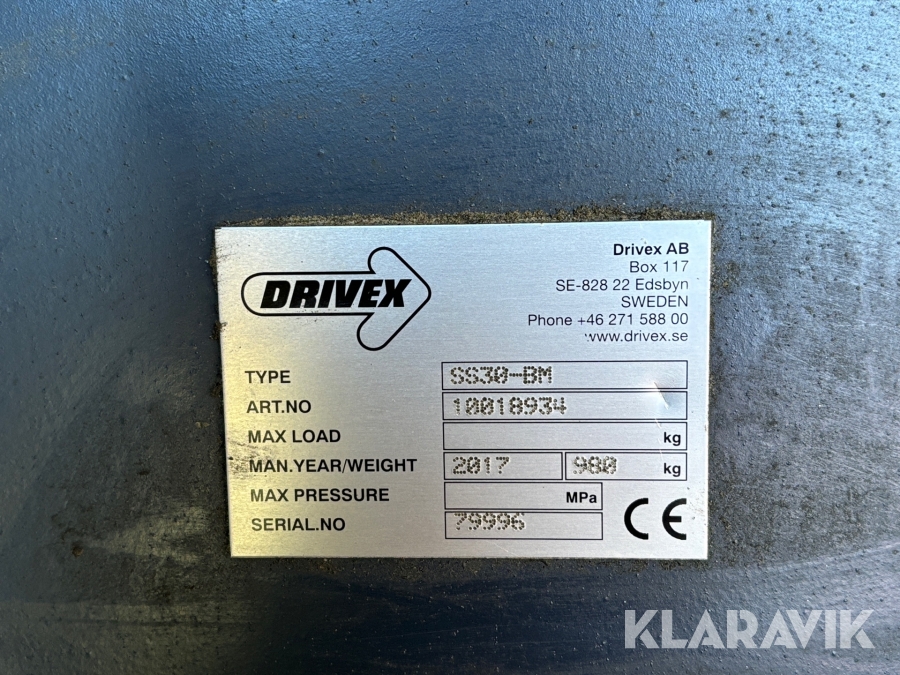 DRIVEX
Drivex AB
Box 117
SE-828 22 Edsbyn
SWEDEN
Phone +46 271 588 00
www.drivex.se
TYPE SS30-BM
ART.NO 10018934
MAX LOAD kg
MAN.YEAR/WEIGHT 2017 980 kg
MAX PRESSURE MPa
SERIAL.NO 79996 CE
KLARAVIK